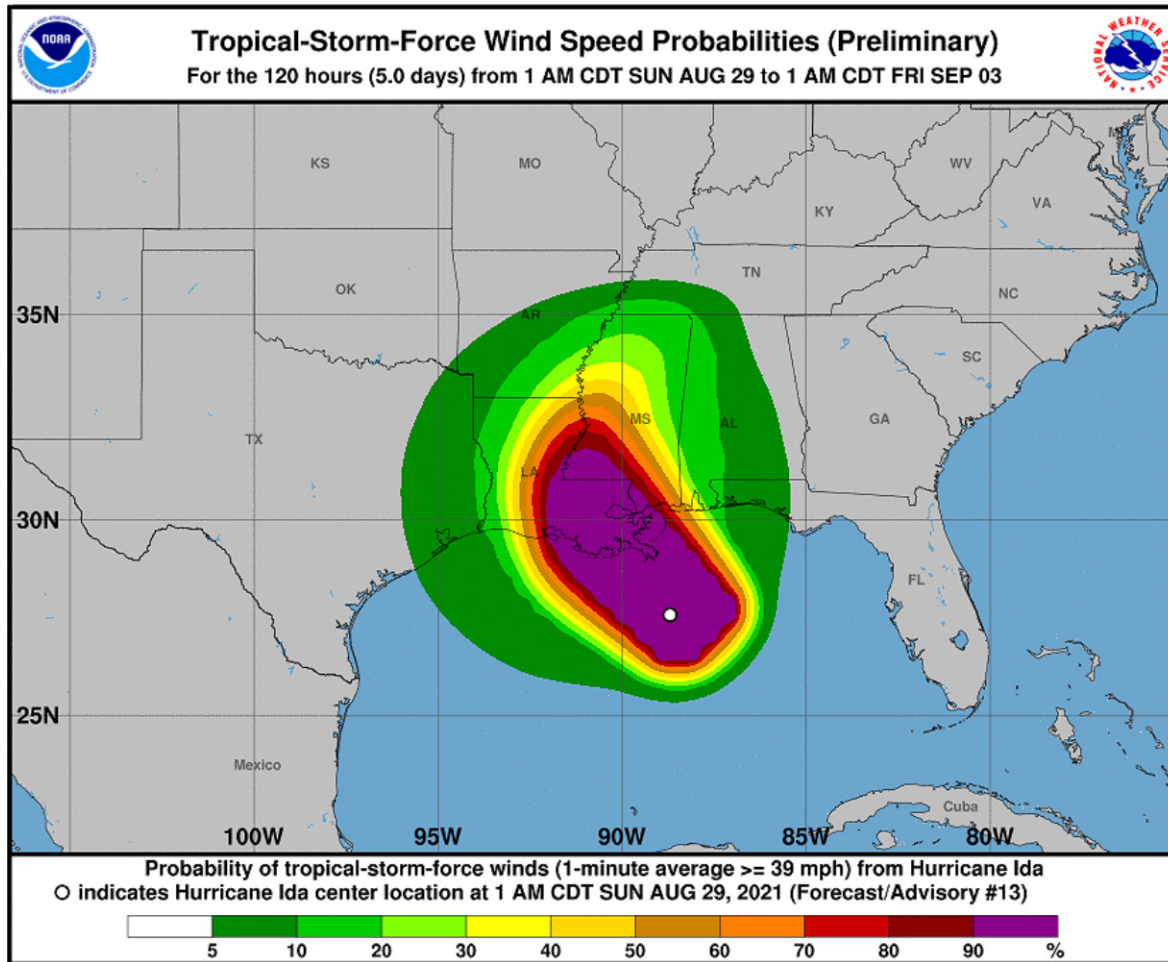 NOAA
Tropical-Storm-Force Wind Speed Probabilities (Preliminary)
For the 120 hours (5.0 days) from 1 AM CDT SUN AUG 29 to 1 AM CDT FRI SEP 03
NATIONAL WEATHER SERVICE
KS
MO
WV
KY
VA
TN
OK
NC
35N
AR
SC
MS
AL
GA
TX
LA
30N
FL
25N
Mexico
Cuba
100W
95W
90W
85W
80W
Probability of tropical-storm-force winds (1-minute average >= 39 mph) from Hurricane Ida
O indicates Hurricane Ida center location at 1 AM CDT SUN AUG 29, 2021 (Forecast/Advisory #13)
5 10 20 30 40 50 60 70 80 90 %